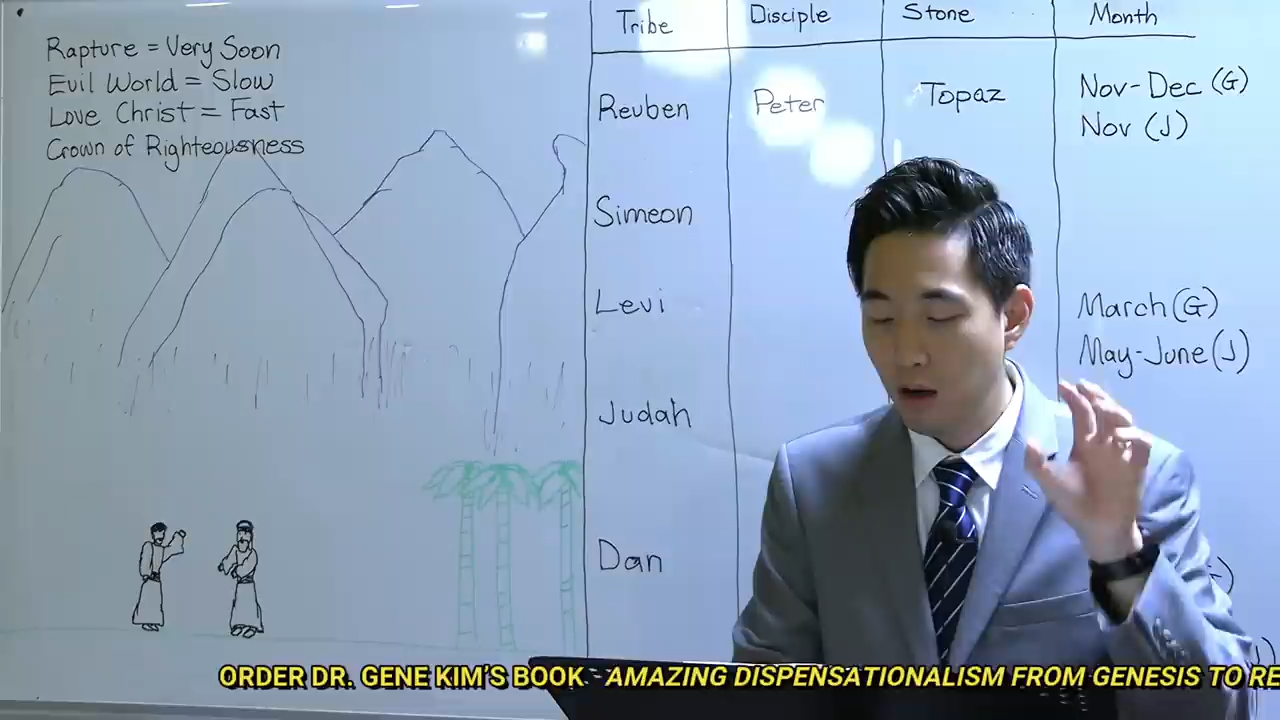 Rapture = Very Soon
Evil World = Slow
Love Christ = Fast
Crown of Righteousness
Tribe Disciple Stone Month
Reuben Peter Topaz Nov-Dec (G)
Nov (J)
Simeon
Levi March (G)
May-June (J)
Judah
Dan
ORDER DR. GENE KIM'S BOOK - AMAZING DISPENSATIONALISM FROM GENESIS TO RE